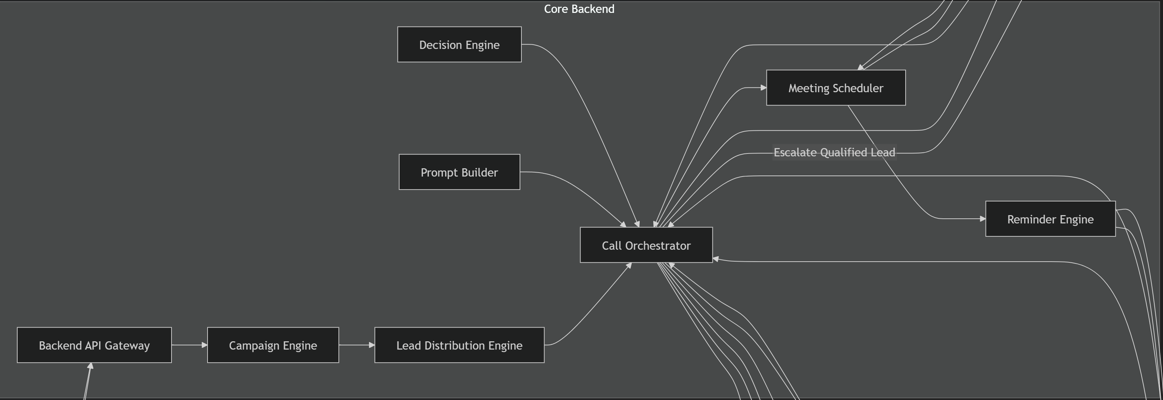 Core Backend
Decision Engine
Meeting Scheduler
Escalate Qualified Lead
Prompt Builder
Reminder Engine
Call Orchestrator
Backend API Gateway
Campaign Engine
Lead Distribution Engine